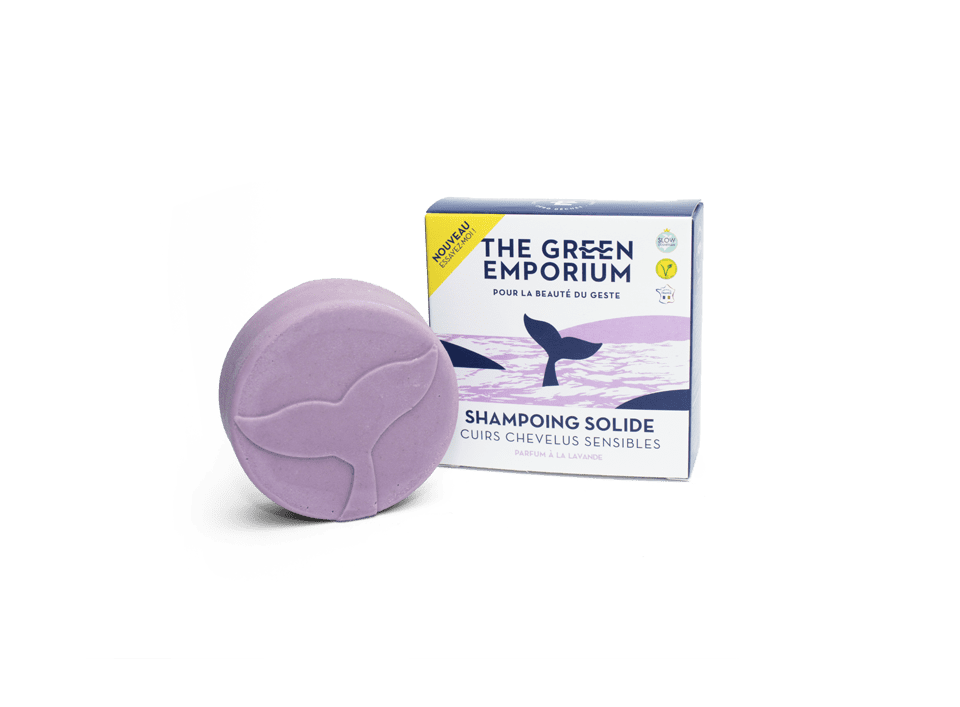 NOUVEAU
ESSAYEZ-MOI !
THE GREEN
EMPORIUM
POUR LA BEAUTÉ DU GESTE
SLOW
SHAMPOING SOLIDE
CUIRS CHEVELUS SENSIBLES
PARFUM À LA LAVANDE